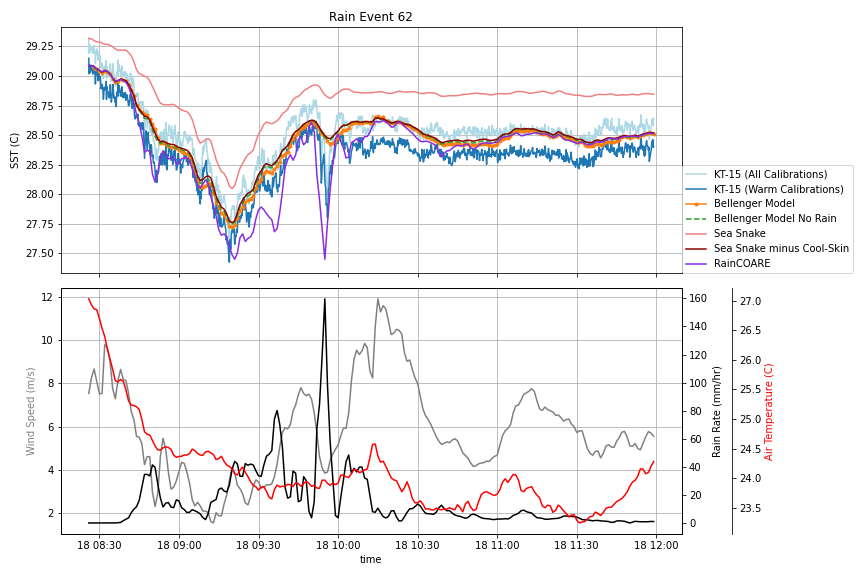 Rain Event 62
29.25
29.00
28.75
28.50
28.25
28.00
27.75
27.50
SST (C)
KT-15 (All Calibrations)
KT-15 (Warm Calibrations)
Bellenger Model
Bellenger Model No Rain
Sea Snake
Sea Snake minus Cool-Skin
RainCOARE
12
10
8
6
4
2
Wind Speed (m/s)
160
140
120
100
80
60
40
20
0
Rain Rate (mm/hr)
27.0
26.5
26.0
25.5
25.0
24.5
24.0
23.5
Air Temperature (C)
18 08:30 18 09:00 18 09:30 18 10:00 18 10:30 18 11:00 18 11:30 18 12:00
time